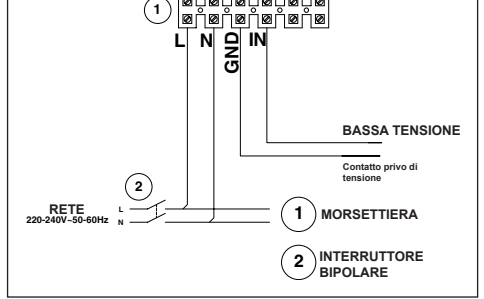 1
L N GND IN
BASSA TENSIONE
Contatto privo di
tensione
2
RETE
220-240V~50-60Hz
L
N
1 MORSETTIERA
2 INTERRUTTORE
BIPOLARE